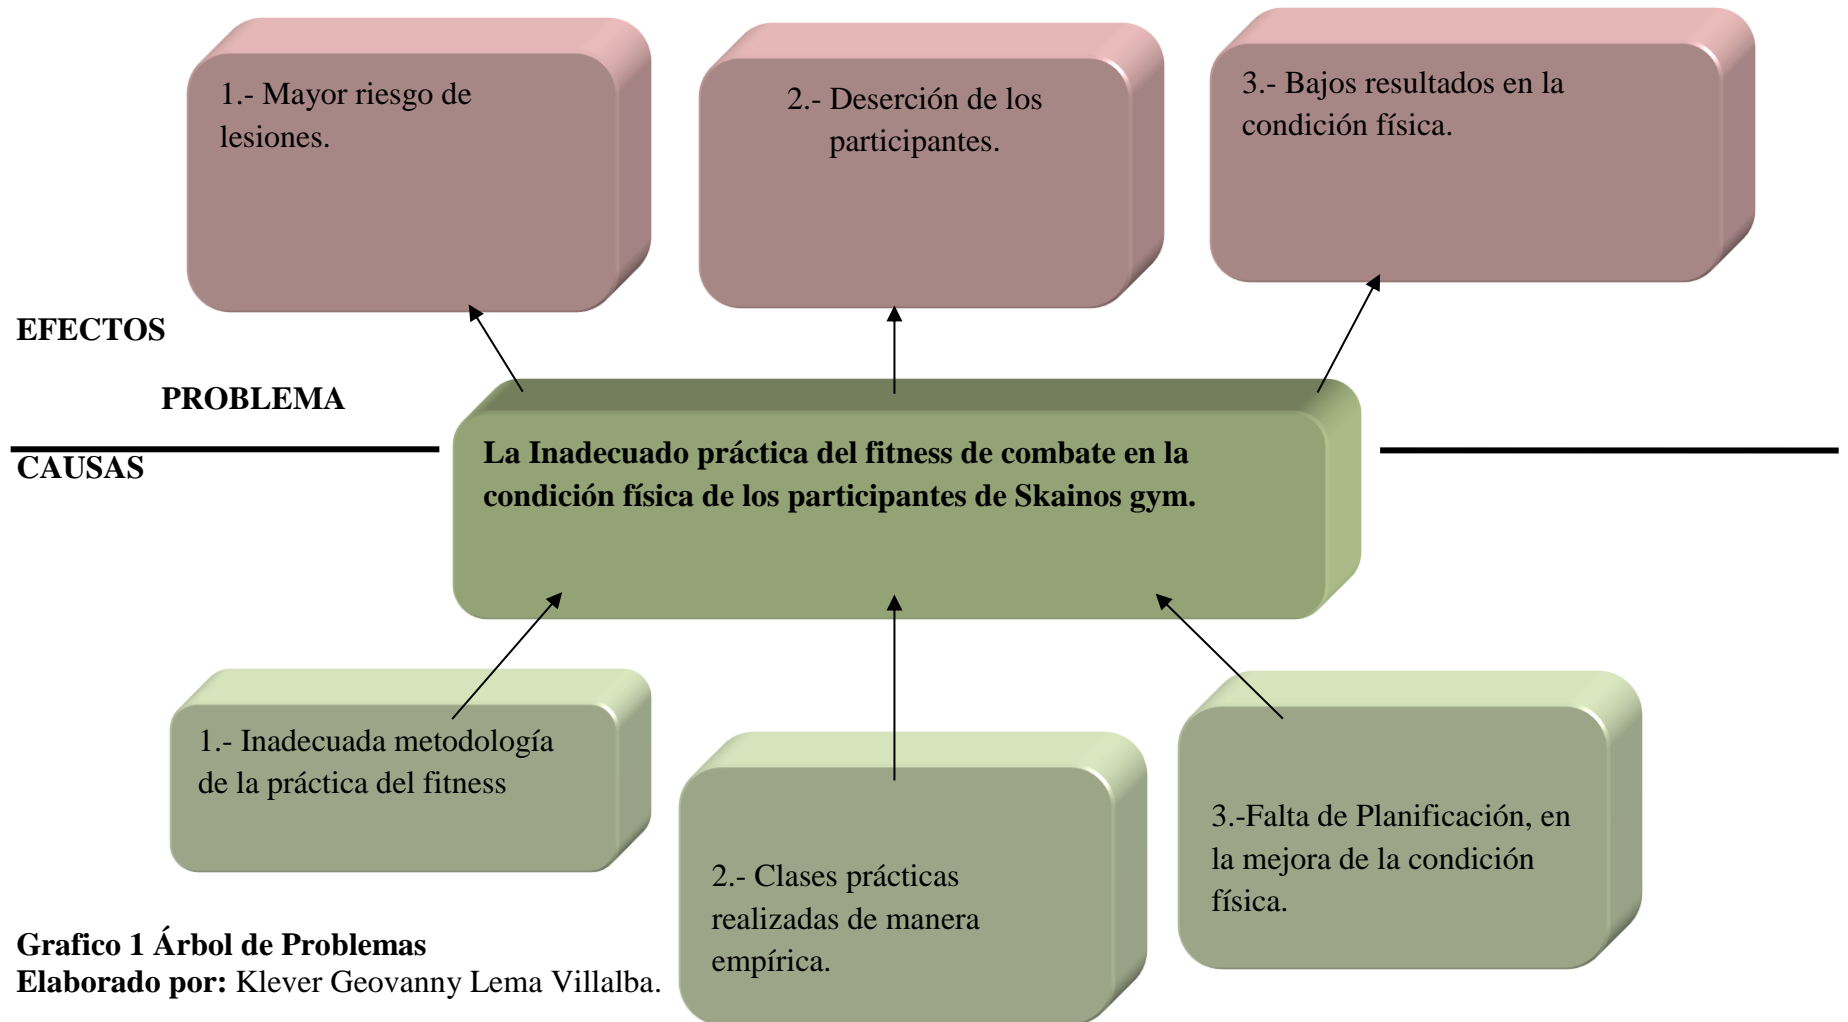 1.- Mayor riesgo de
lesiones.
2.- Deserción de los
participantes.
3.- Bajos resultados en la
condición física.
EFECTOS
PROBLEMA
CAUSAS
La Inadecuado práctica del fitness de combate en la
condición física de los participantes de Skainos gym.
1.- Inadecuada metodología
de la práctica del fitness
2.- Clases prácticas
realizadas de manera
empírica.
3.-Falta de Planificación, en
la mejora de la condición
física.
Grafico 1 Árbol de Problemas
Elaborado por: Klever Geovanny Lema Villalba.